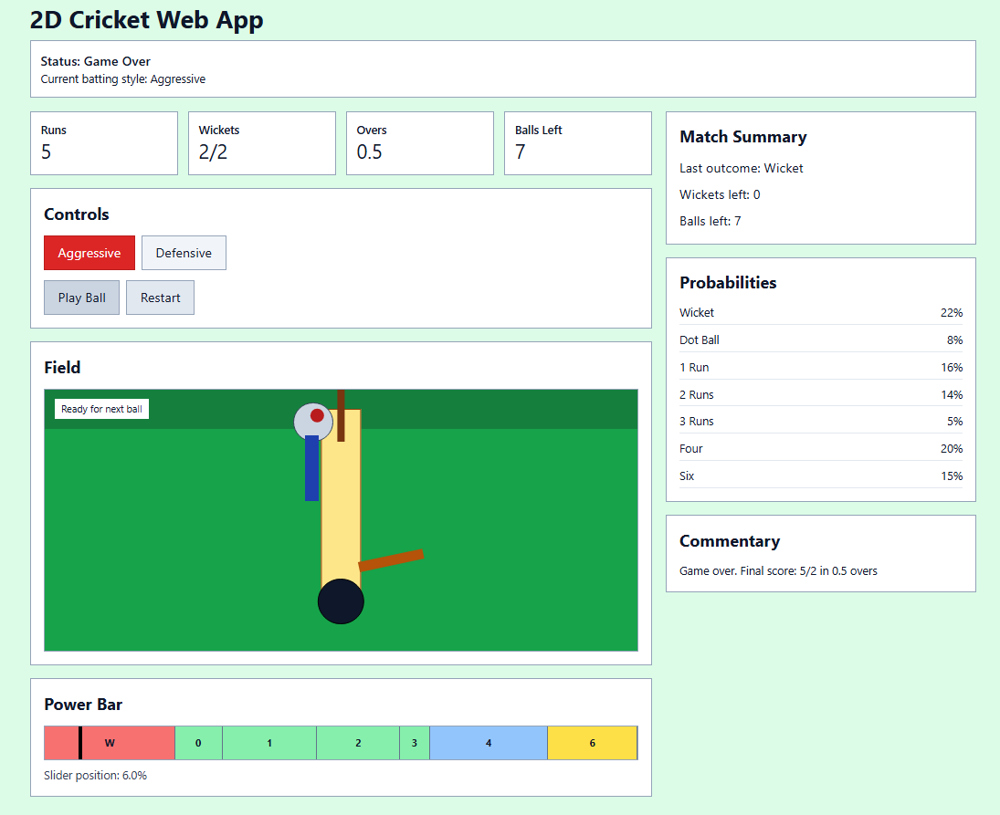 2D Cricket Web App
Status: Game Over
Current batting style: Aggressive
Runs
5
Wickets
2/2
Overs
0.5
Balls Left
7
Controls
Aggressive Defensive
Play Ball Restart
Field
Ready for next ball
Power Bar
W 0 1 2 3 4 6
Slider position: 6.0%
Match Summary
Last outcome: Wicket
Wickets left: 0
Balls left: 7
Probabilities
Wicket 22%
Dot Ball 8%
1 Run 16%
2 Runs 14%
3 Runs 5%
Four 20%
Six 15%
Commentary
Game over. Final score: 5/2 in 0.5 overs